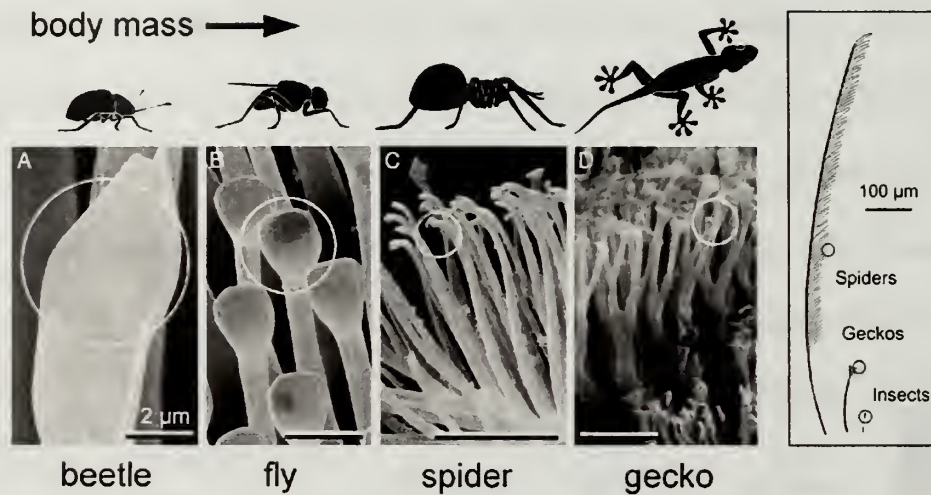 body mass
A
B
C
D
2 µm
beetle
fly
spider
gecko
100 µm
Spiders
Geckos
Insects